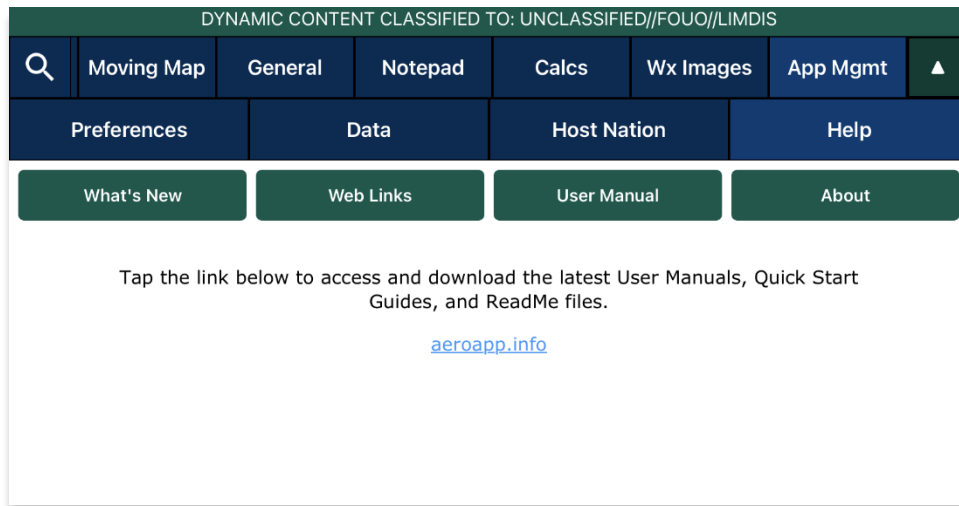 DYNAMIC CONTENT CLASSIFIED TO: UNCLASSIFIED//FOUO//LIMDIS
Moving Map General Notepad Calcs Wx Images App Mgmt
Preferences Data Host Nation Help
What's New Web Links User Manual About
Tap the link below to access and download the latest User Manuals, Quick Start
Guides, and ReadMe files.
aeroapp.info